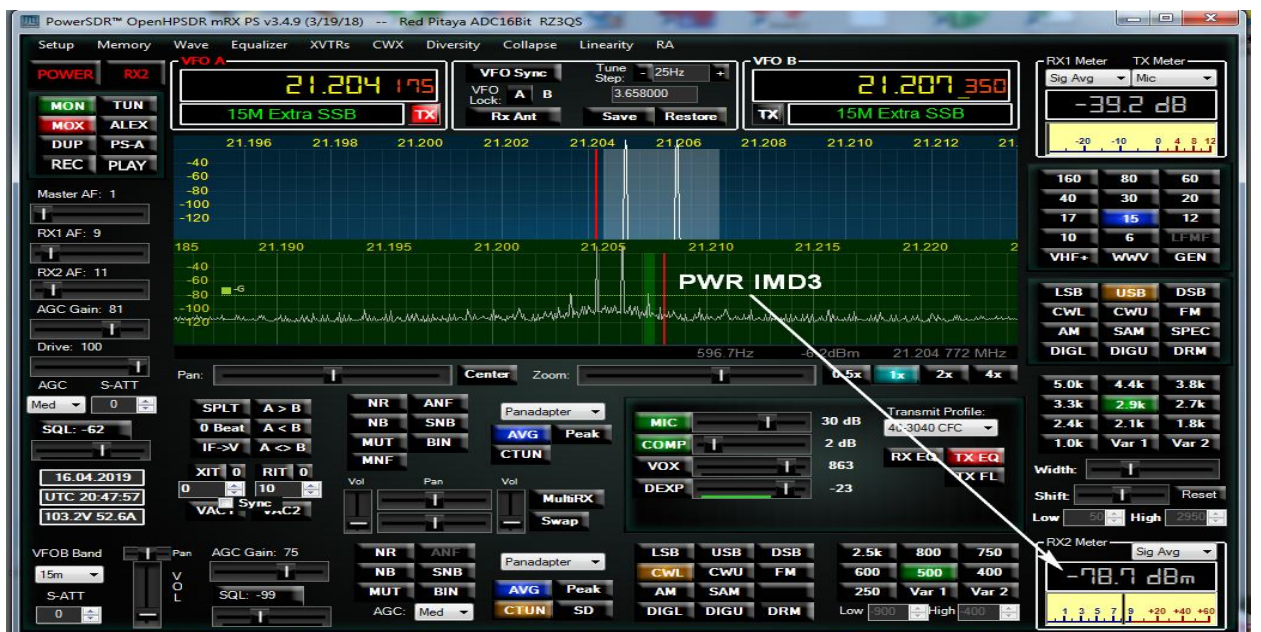 PowerSDR™ OpenHPSDR mRX PS v3.4.9 (3/19/18) -- Red Pitaya ADC16Bit RZ3QS
Setup Memory Wave Equalizer XVTRs CWX Diversity Collapse Linearity RA
POWER RX2
MON TUN
MOX ALEX
DUP PS-A
REC PLAY
VFO A
21.204 175
15M Extra SSB TX
VFO Sync Tune Step: - 25Hz +
VFO Lock: A B 3.658000
Rx Ant Save Restore
VFO B
21.207_350
TX 15M Extra SSB
RX1 Meter TX Meter
Sig Avg Mic
-39.2 dB
-20 -10 0 4 8 12
21.196 21.198 21.000 21.002 21.204 21.206 21.208 21.210 21.212 21.
-40
-60
-80
-100
-120
185 21.190 21.195 21.200 21.205 21.210 21.215 21.220 2
-40
-60
-80 -G
-100
-120
PWR IMD3
596.7Hz -6.2dBm 21.204 772 MHz
Master AF: 1
RX1 AF: 9
RX2 AF: 11
AGC Gain: 81
Drive: 100
AGC S-ATT
Med 0
SQL: -62
16.04.2019
UTC 20:47:57
103.2V 52.6A
Pan: Center Zoom: 0.5x 1x 2x 4x
SPLT A > B
0 Beat A < B
IF->V A <> B
XIT 0 RIT 0
0 10
Sync
VAC1 VAC2
NR ANF
NB SNB
MUT BIN
MNF
Panadapter
AVG Peak
CTUN
Vol Pan Vol
MultiRX
Swap
MIC 30 dB
COMP 2 dB
VOX 863
DEXP -23
Transmit Profile:
40-3040 CFC
RX EQ TX EQ
TX FL
160 80 60
40 30 20
17 15 12
10 6 LFMF
VHF+ WWV GEN
LSB USB DSB
CWL CWU FM
AM SAM SPEC
DIGL DIGU DRM
5.0k 4.4k 3.8k
3.3k 2.9k 2.7k
2.4k 2.1k 1.8k
1.0k Var 1 Var 2
Width:
Shift: Reset
Low 50 High 2950
VFOB Band
15m
S-ATT
0
Pan
VOL
AGC Gain: 75
SQL: -99
NR ANF
NB SNB
MUT BIN
AGC: Med
Panadapter
AVG Peak
CTUN SD
LSB USB DSB
CWL CWU FM
AM SAM
DIGL DIGU DRM
2.5k 800 750
600 500 400
250 Var 1 Var 2
Low -900 High -400
RX2 Meter
Sig Avg
-78.7 dBm
1 3 5 7 9 +20 +40 +60